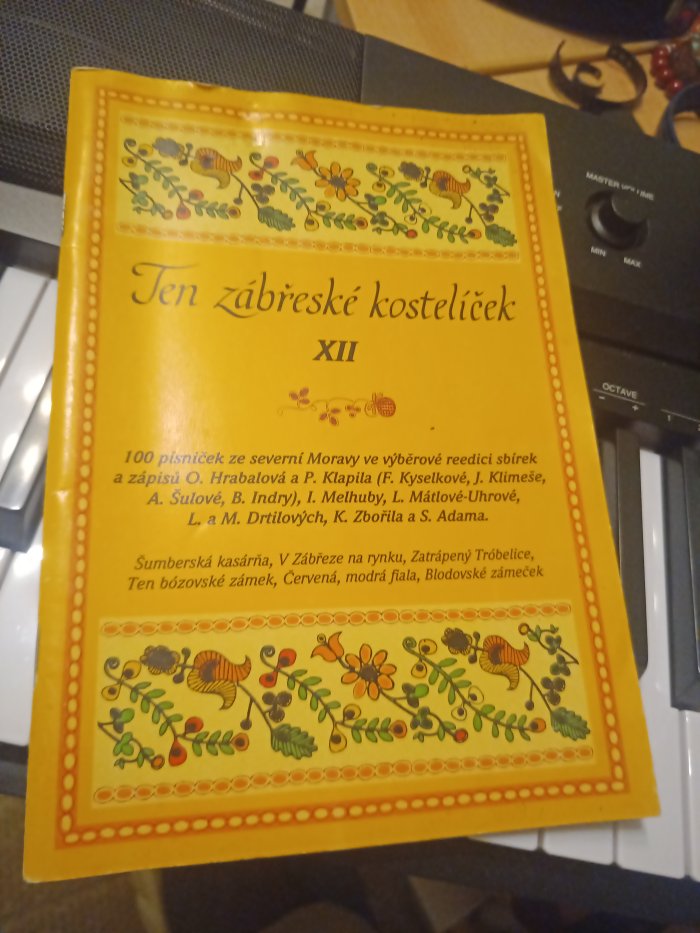 Ten zábřeské kostelíček
XII
100 písniček ze severní Moravy ve výběrové reedici sbírek
a zápisů O. Hrabalová a P. Klapila (F. Kyselkové, J. Klimeše,
A. Šulové, B. Indry), I. Melhuby, L. Mátlové-Uhrové,
L. a M. Drtilových, K. Zbořila a S. Adama.
Šumberská kasárňa, V Zábřeze na rynku, Zatrápený Tróbelice,
Ten bózovské zámek, Červená, modrá fiala, Blodovské zámeček
MASTER VOLUME
MIN
MAX
OCTAVE
- +
1